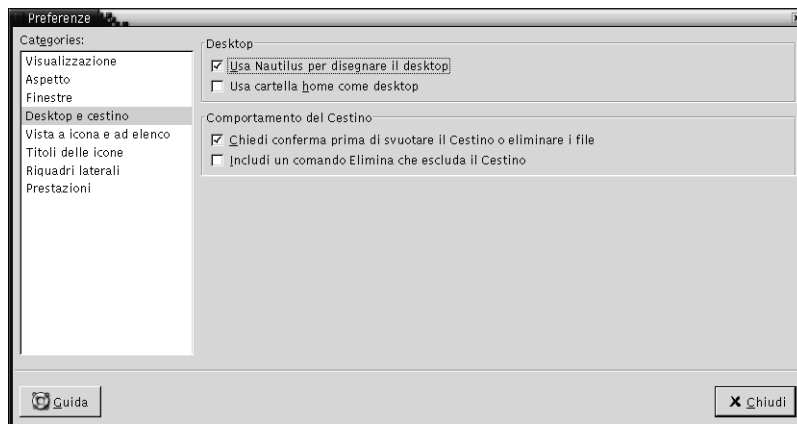 Preferenze
Categories:
Visualizzazione
Aspetto
Finestre
Desktop e cestino
Vista a icona e ad elenco
Titoli delle icone
Riquadri laterali
Prestazioni
Desktop
Usa Nautilus per disegnare il desktop
Usa cartella home come desktop
Comportamento del Cestino
Chiedi conferma prima di svuotare il Cestino o eliminare i file
Includi un comando Elimina che escluda il Cestino
Guida
Chiudi